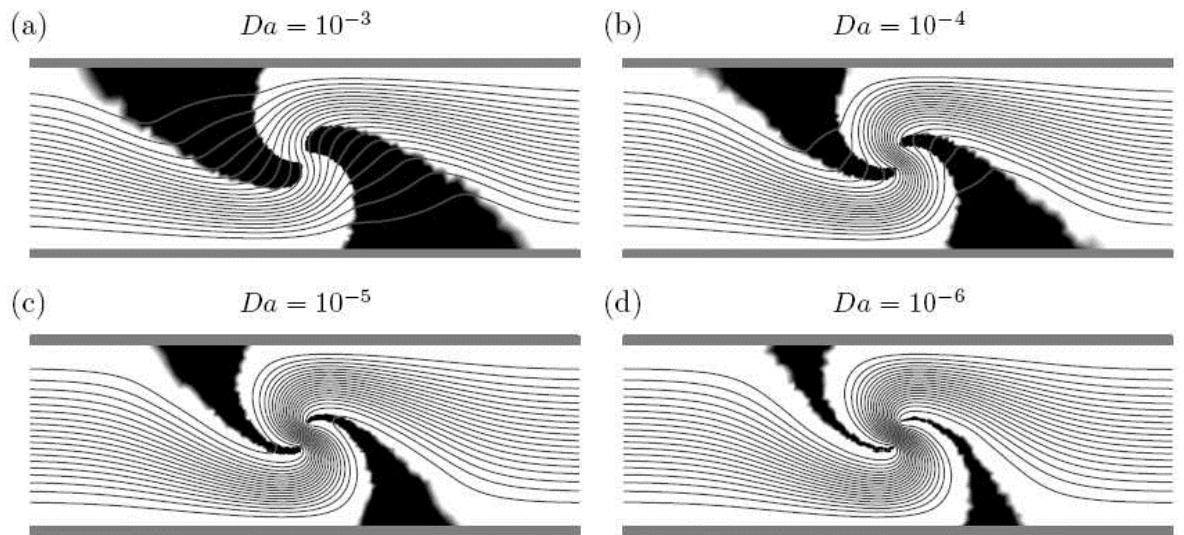 (a) Da = 10⁻³
(b) Da = 10⁻⁴
(c) Da = 10⁻⁵
(d) Da = 10⁻⁶